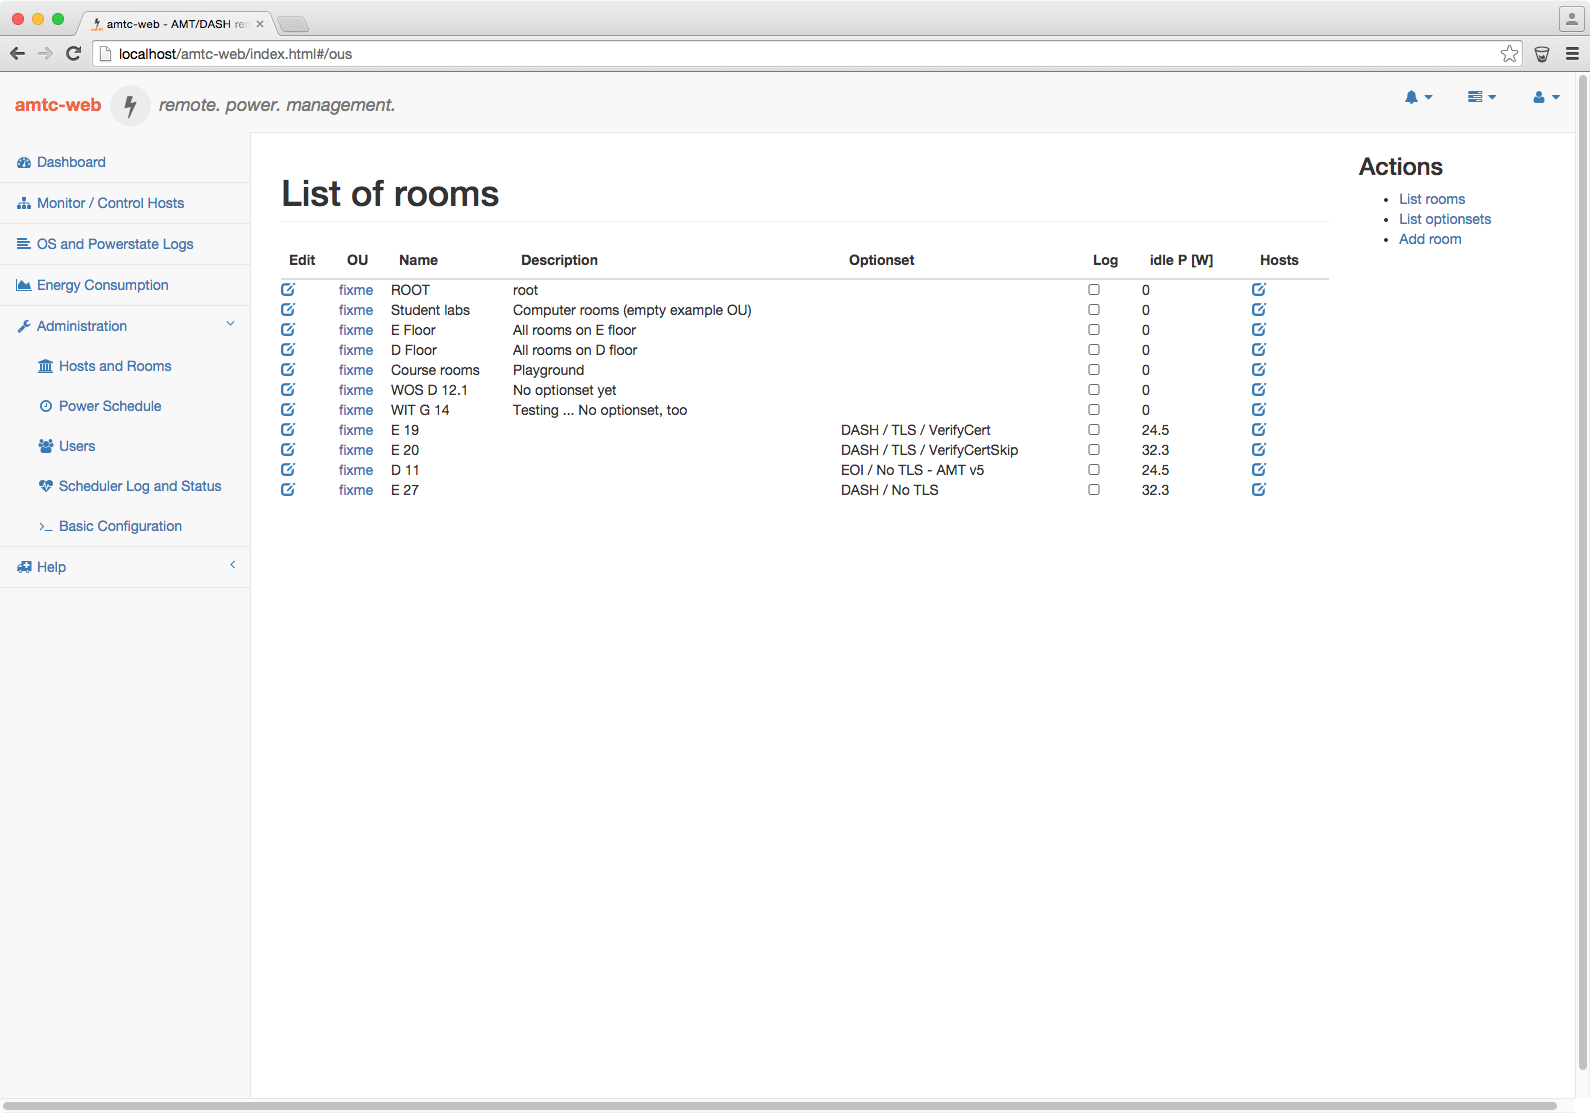 amtc-web - AMT/DASH rem
localhost/amtc-web/index.html#/ous
amtc-web remote. power. management.
Dashboard
Monitor / Control Hosts
OS and Powerstate Logs
Energy Consumption
Administration
Hosts and Rooms
Power Schedule
Users
Scheduler Log and Status
Basic Configuration
Help
List of rooms
Edit OU Name Description Optionset Log idle P [W] Hosts
fixme ROOT root 0
fixme Student labs Computer rooms (empty example OU) 0
fixme E Floor All rooms on E floor 0
fixme D Floor All rooms on D floor 0
fixme Course rooms Playground 0
fixme WOS D 12.1 No optionset yet 0
fixme WIT G 14 Testing ... No optionset, too 0
fixme E 19 DASH / TLS / VerifyCert 24.5
fixme E 20 DASH / TLS / VerifyCertSkip 32.3
fixme D 11 EOI / No TLS - AMT v5 24.5
fixme E 27 DASH / No TLS 32.3
Actions
List rooms
List optionsets
Add room